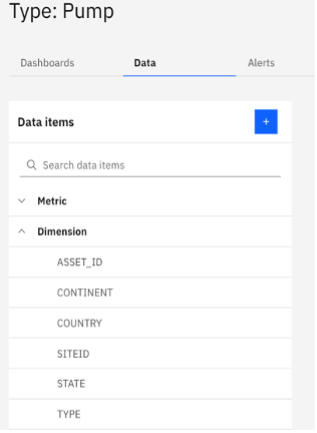 Type: Pump
Dashboards Data Alerts
Data items +
Search data items
Metric
Dimension
ASSET_ID
CONTINENT
COUNTRY
SITEID
STATE
TYPE